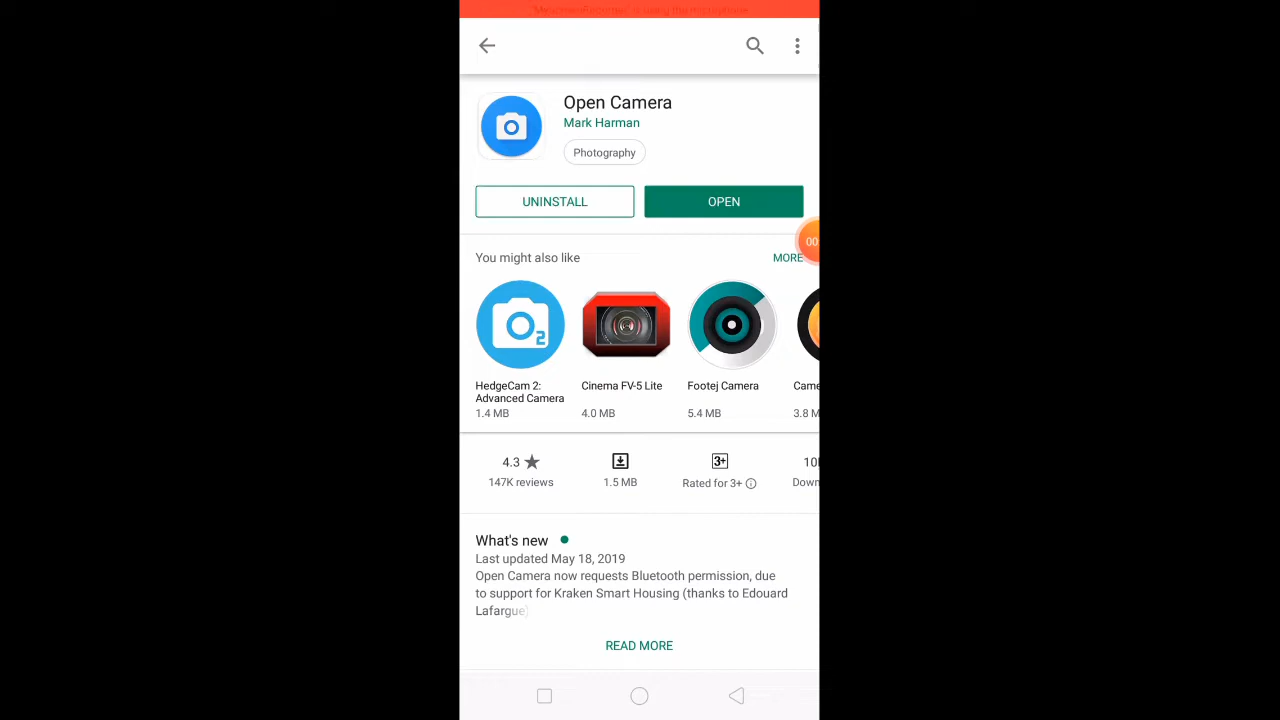 Open Camera
Mark Harman
Photography
UNINSTALL
OPEN
00
You might also like
MORE
2
HedgeCam 2:
Advanced Camera
1.4 MB
Cinema FV-5 Lite
4.0 MB
Footej Camera
5.4 MB
Came
3.8 M
4.3
147K reviews
1.5 MB
3+
Rated for 3+
10
Down
What's new
Last updated May 18, 2019
Open Camera now requests Bluetooth permission, due
to support for Kraken Smart Housing (thanks to Edouard
Lafargue)
READ MORE